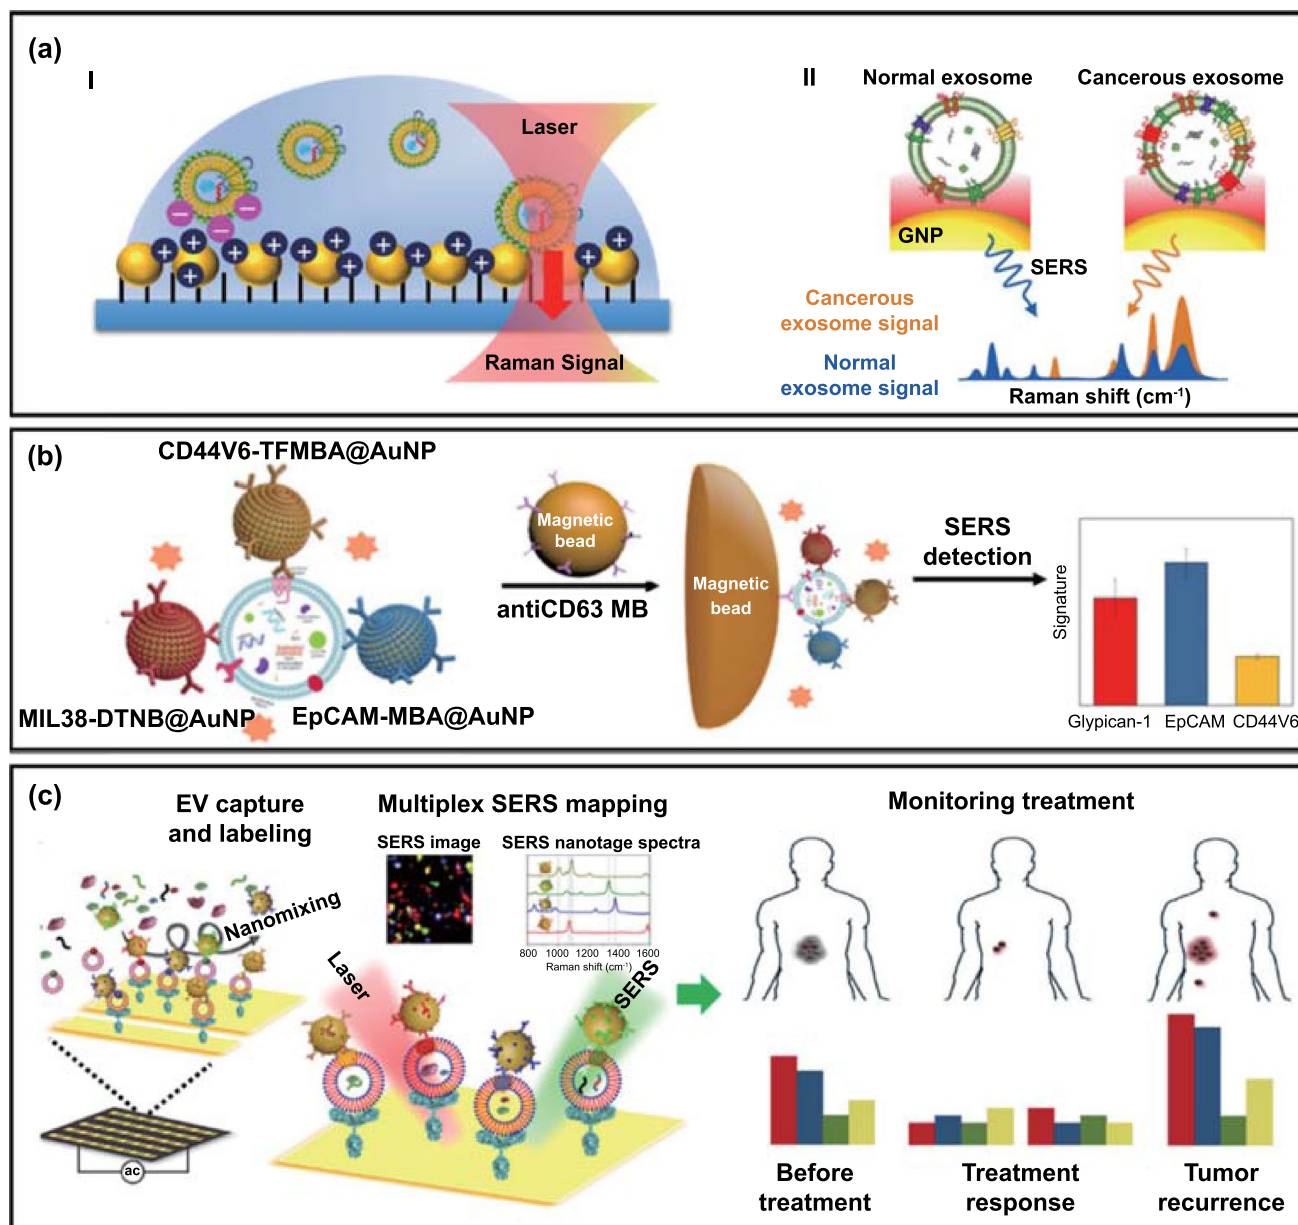 (a)
I
Laser
Raman Signal
II
Normal exosome
Cancerous exosome
GNP
SERS
Cancerous
exosome signal
Normal
exosome signal
Raman shift (cm-1)
(b)
CD44V6-TFMBA@AuNP
MIL38-DTNB@AuNP
EpCAM-MBA@AuNP
Magnetic
bead
antiCD63 MB
Magnetic
bead
SERS
detection
Signature
Glypican-1
EpCAM
CD44V6
(c)
EV capture
and labeling
Nanomixing
ac
Multiplex SERS mapping
SERS image
SERS nanotage spectra
800 1000 1200 1400 1600
Raman shift (cm-1)
Laser
SERS
Monitoring treatment
Before
treatment
Treatment
response
Tumor
recurrence